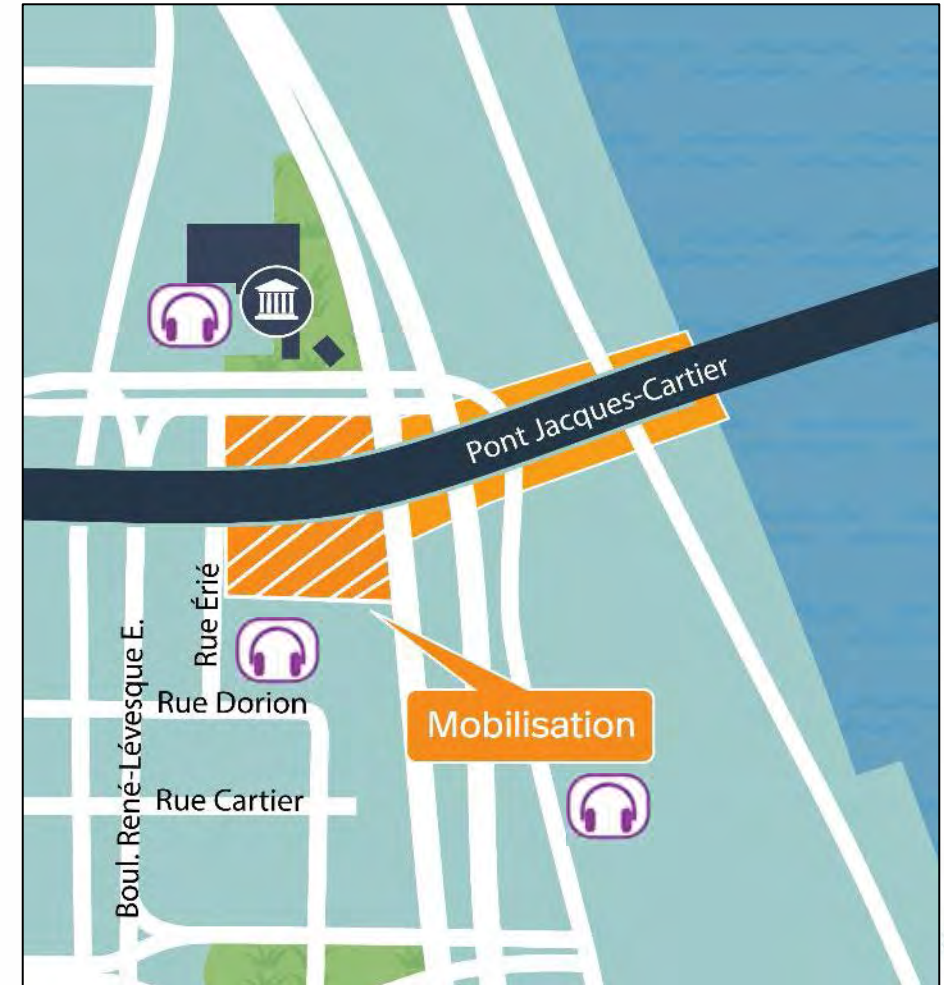 Pont Jacques-Cartier
Rue Érié
Boul. René-Lévesque E.
Rue Dorion
Mobilisation
Rue Cartier